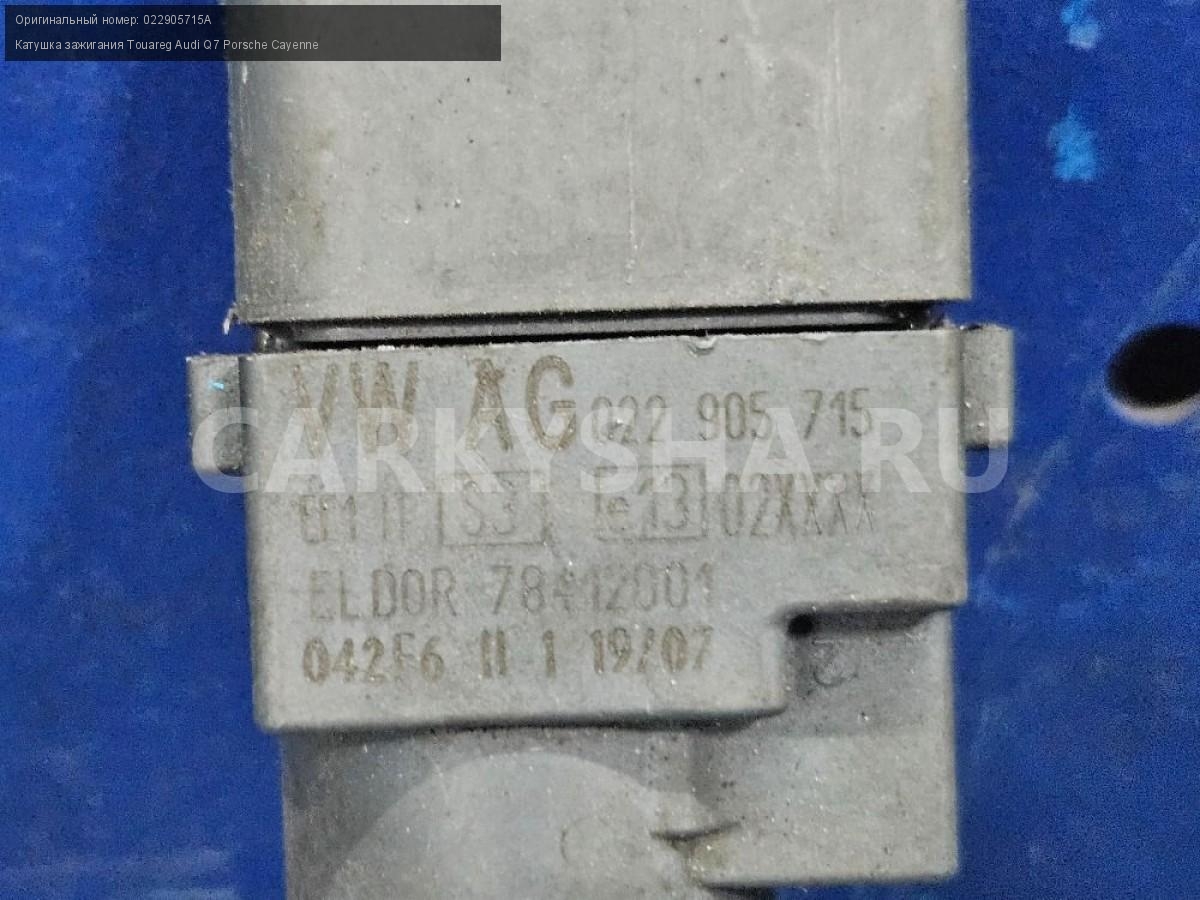 Оригинальный номер: 022905715A
Катушка зажигания Touareg Audi Q7 Porsche Cayenne
VW AG 022 905 715
CARKYSHA.RU
S3 e13 02XXXX
ELDOR 78412001
042F6 II 1 19/07
2